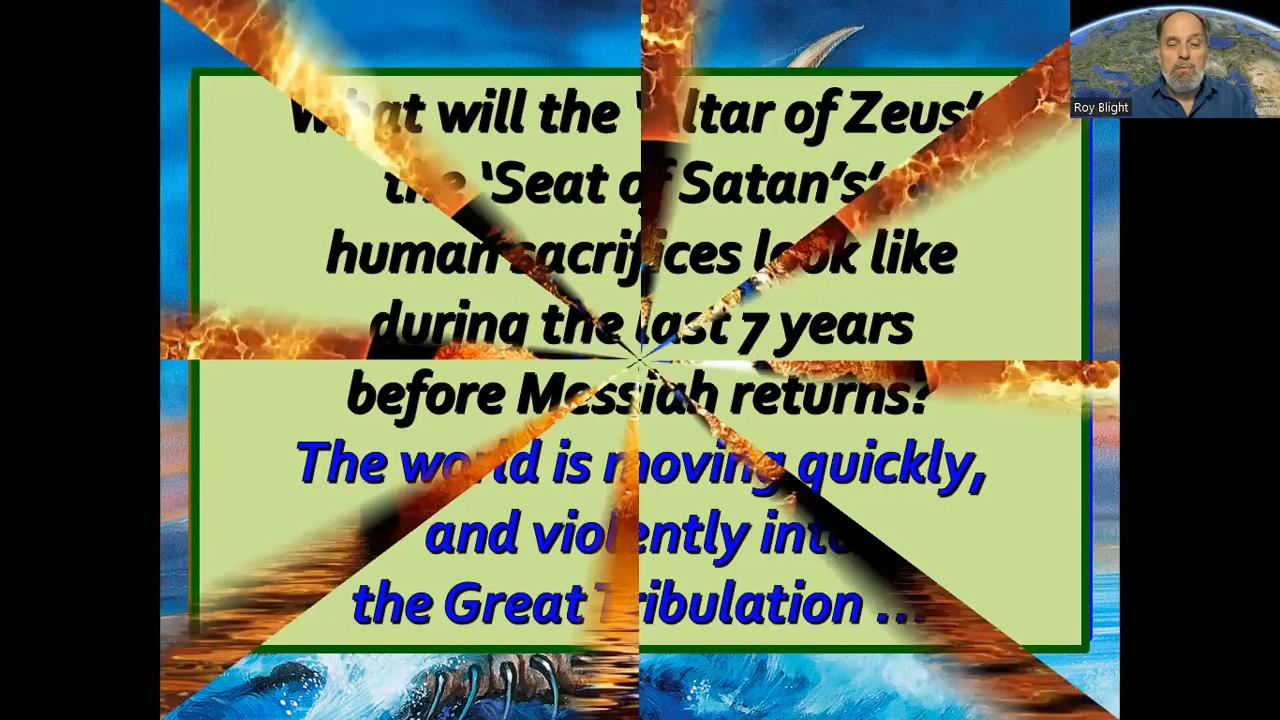 What will the 'Altar of Zeus'
the 'Seat of Satan's'
human sacrifices look like
during the last 7 years
before Messiah returns?
The world is moving quickly,
and violently into
the Great Tribulation ...
Roy Blight